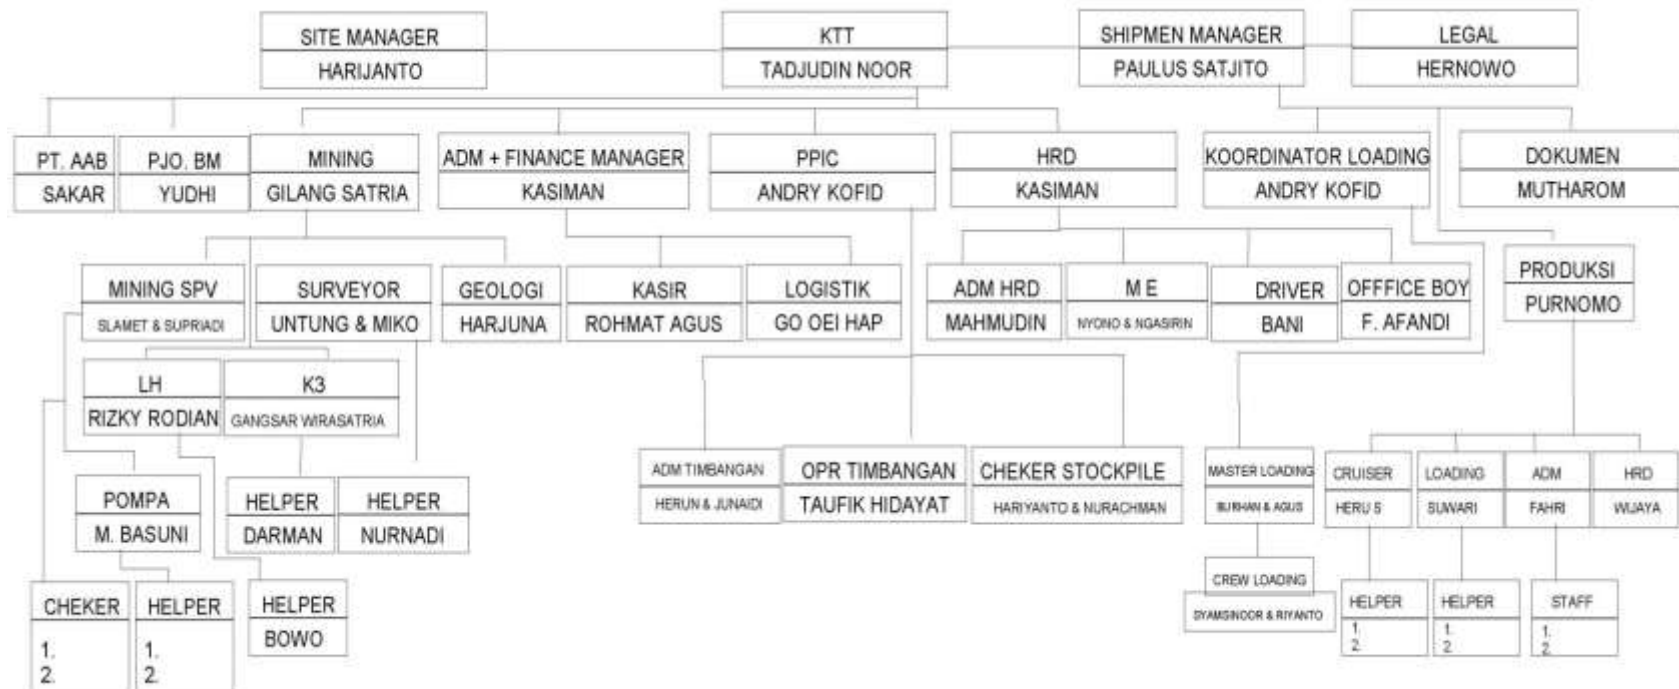 SITE MANAGER
HARIJANTO
KTT
TADJUDIN NOOR
SHIPMEN MANAGER
PAULUS SATJITO
LEGAL
HERNOWO
PT. AAB
SAKAR
PJO. BM
YUDHI
MINING
GILANG SATRIA
ADM + FINANCE MANAGER
KASIMAN
PPIC
ANDRY KOFID
HRD
KASIMAN
KOORDINATOR LOADING
ANDRY KOFID
DOKUMEN
MUTHAROM
MINING SPV
SLAMET & SUPRIADI
SURVEYOR
UNTUNG & MIKO
GEOLOGI
HARJUNA
KASIR
ROHMAT AGUS
LOGISTIK
GO OEI HAP
ADM HRD
MAHMUDIN
M E
NYONO & NGASIRIN
DRIVER
BANI
OFFFICE BOY
F. AFANDI
PRODUKSI
PURNOMO
LH
RIZKY RODIAN
K3
GANGSAR WIRASATRIA
POMPA
M. BASUNI
HELPER
DARMAN
HELPER
NURNADI
ADM TIMBANGAN
HERUN & JUNAIDI
OPR TIMBANGAN
TAUFIK HIDAYAT
CHEKER STOCKPILE
HARIYANTO & NURACHMAN
MASTER LOADING
BURHAN & AGUS
CRUISER
HERU S
LOADING
SUWARI
ADM
FAHRI
HRD
WIJAYA
CHEKER
1.
2.
HELPER
1.
2.
HELPER
BOWO
CREW LOADING
SYAMSINOOR & RIYANTO
HELPER
1.
2.
HELPER
1.
2.
STAFF
1.
2.